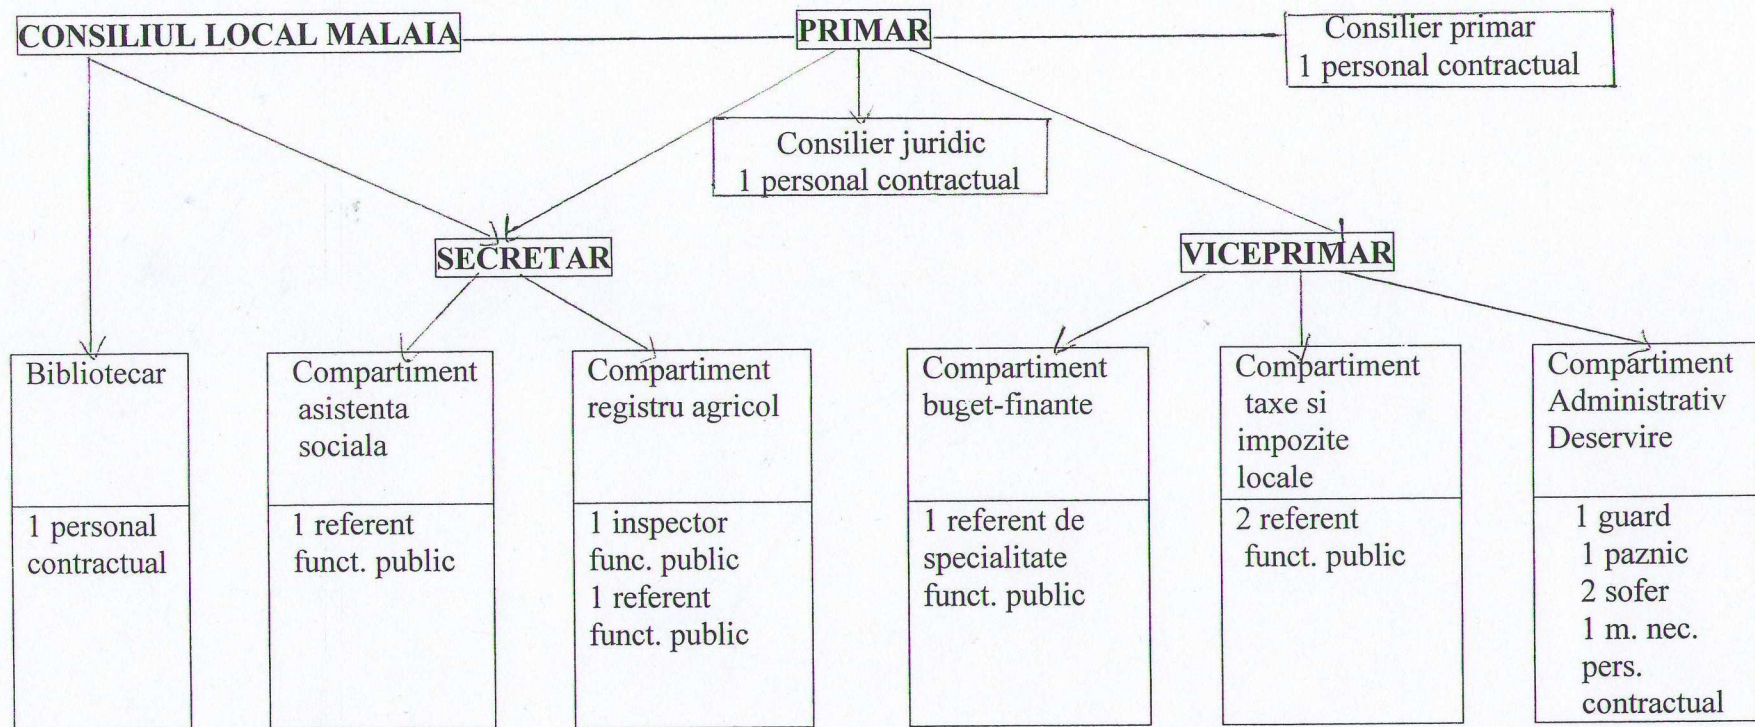 CONSILIUL LOCAL MALAIA
PRIMAR
Consilier primar
1 personal contractual
Consilier juridic
1 personal contractual
SECRETAR
VICEPRIMAR
Bibliotecar
1 personal
contractual
Compartiment
asistenta
sociala
1 referent
funct. public
Compartiment
registru agricol
1 inspector
func. public
1 referent
funct. public
Compartiment
buget-finante
1 referent de
specialitate
funct. public
Compartiment
taxe si
impozite
locale
2 referent
funct. public
Compartiment
Administrativ
Deservire
1 guard
1 paznic
2 sofer
1 m. nec.
pers.
contractual